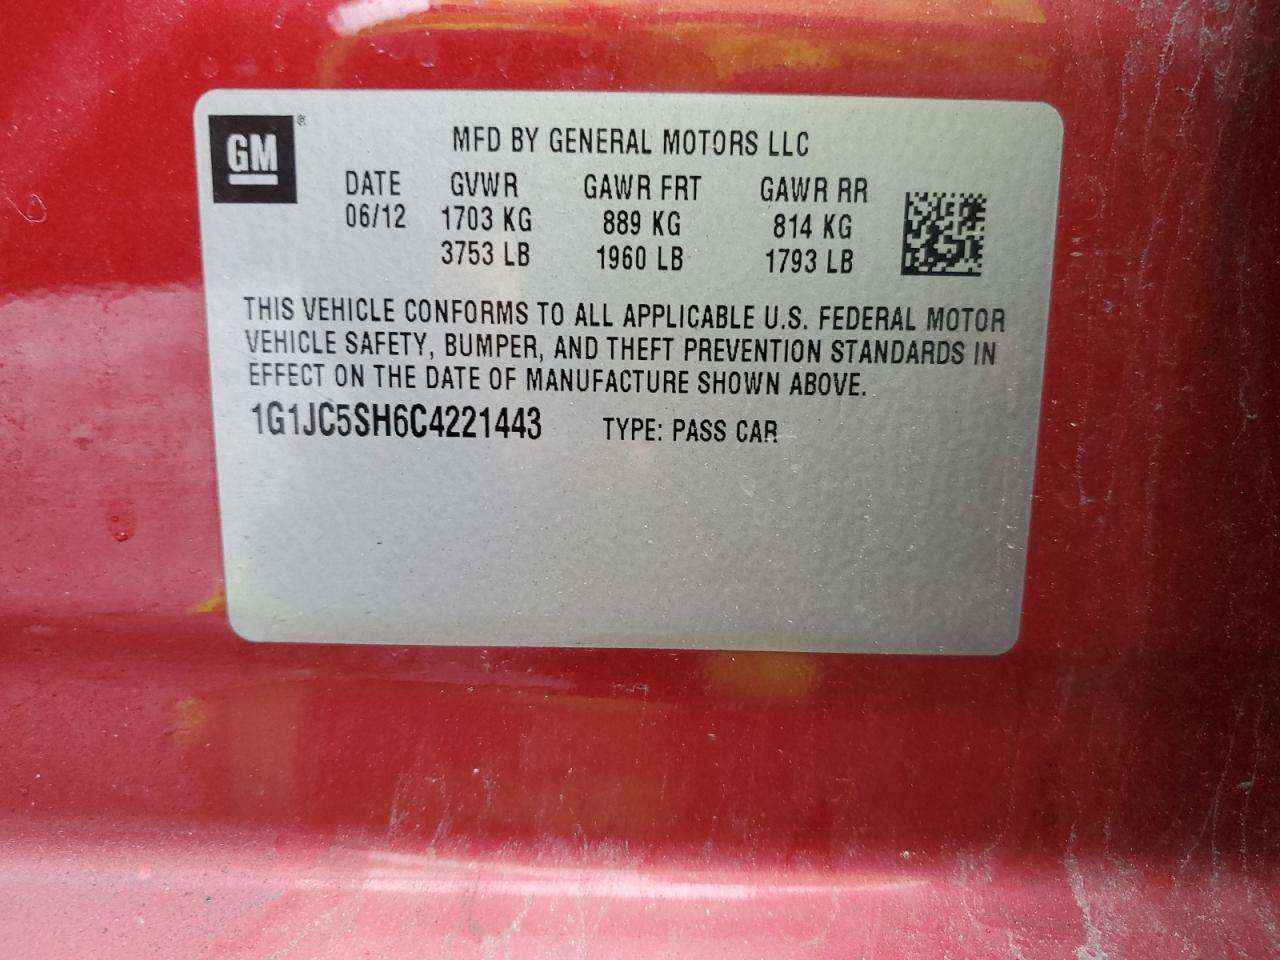 GM
MFD BY GENERAL MOTORS LLC
DATE GVWR GAWR FRT GAWR RR
06/12 1703 KG 889 KG 814 KG
3753 LB 1960 LB 1793 LB
THIS VEHICLE CONFORMS TO ALL APPLICABLE U.S. FEDERAL MOTOR
VEHICLE SAFETY, BUMPER, AND THEFT PREVENTION STANDARDS IN
EFFECT ON THE DATE OF MANUFACTURE SHOWN ABOVE.
1G1JC5SH6C4221443 TYPE: PASS CAR